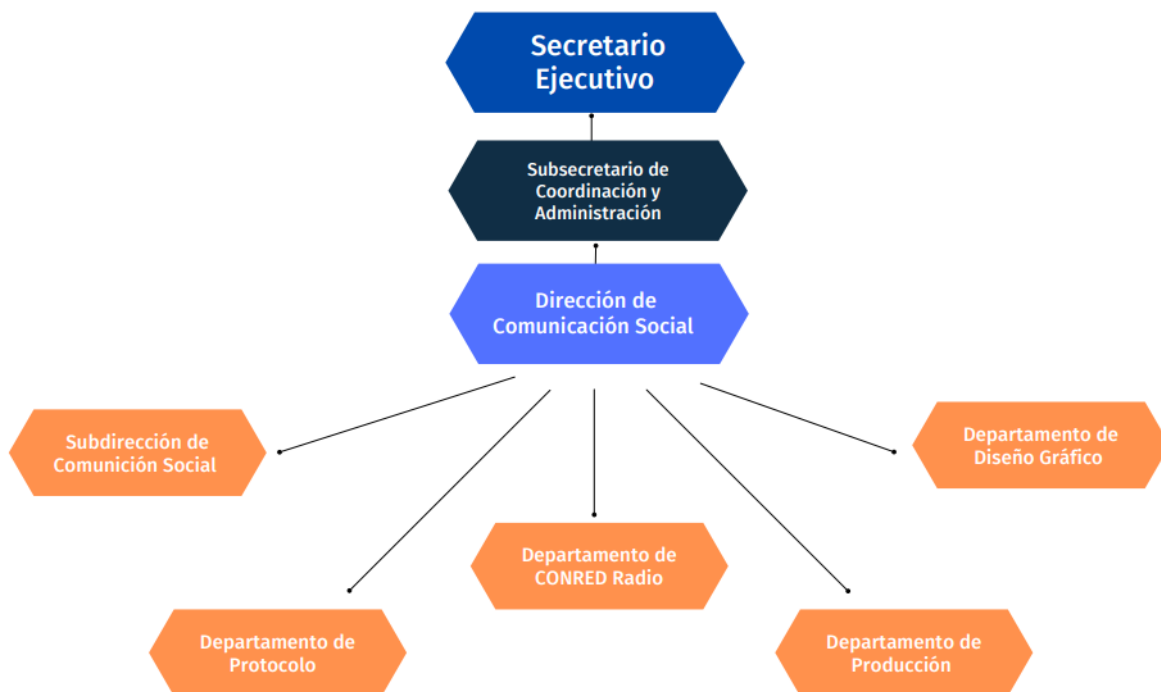 Secretario
Ejecutivo
Subsecretario de
Coordinación y
Administración
Dirección de
Comunicación Social
Subdirección de
Comunición Social
Departamento de
Diseño Gráfico
Departamento de
CONRED Radio
Departamento de
Protocolo
Departamento de
Producción